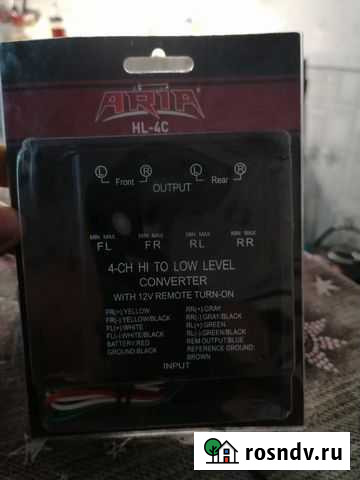 ARIA
HL-4C
L R L R
Front Rear
OUTPUT
MIN MAX MIN MAX MIN MAX MIN MAX
FL FR RL RR
4-CH HI TO LOW LEVEL
CONVERTER
WITH 12V REMOTE TURN-ON
FR(+):YELLOW RR(+):GRAY
FR(-):YELLOW/BLACK RR(-):GRAY/BLACK
FL(+):WHITE RL(+):GREEN
FL(-):WHITE/BLACK RL(-):GREEN/BLACK
BATTERY:RED REM OUTPUT:BLUE
GROUND:BLACK REFERENCE GROUND:
BROWN
INPUT
rosndv.ru